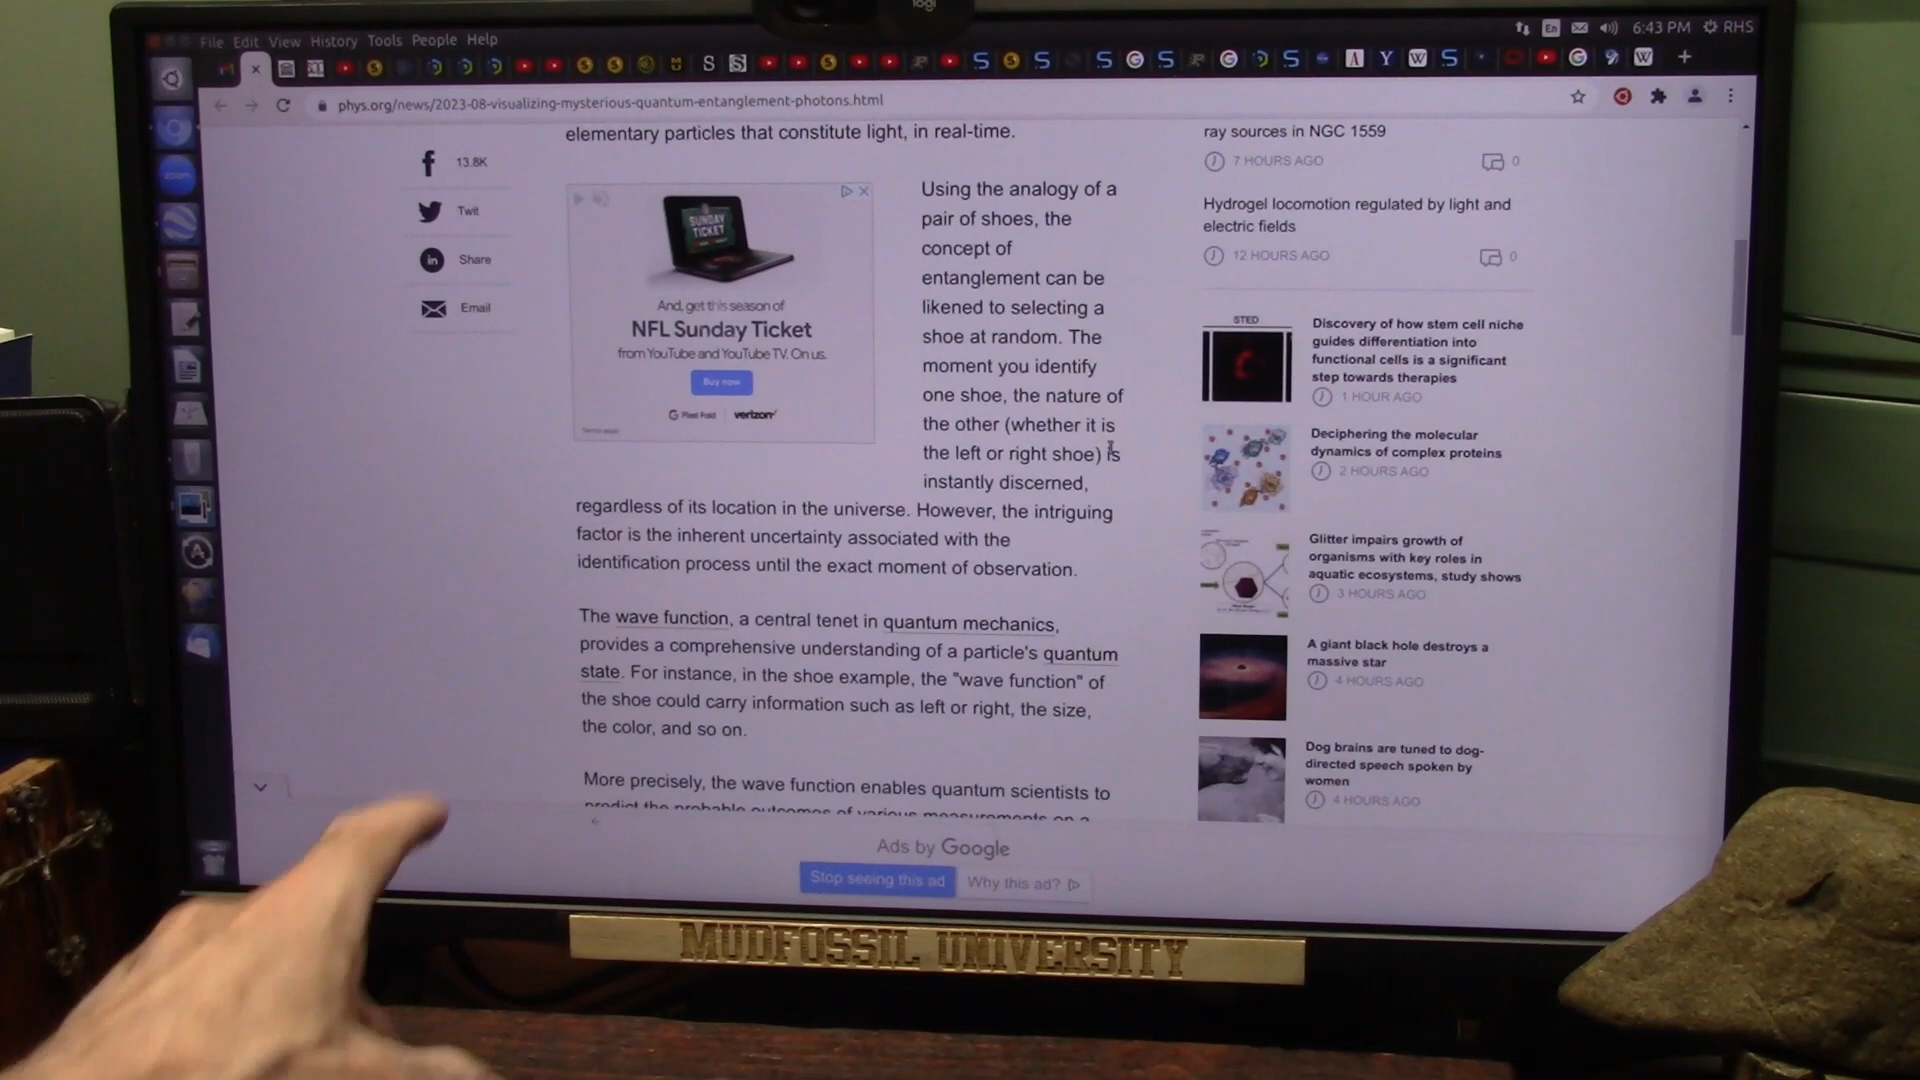 logi
File Edit View History Tools People Help
En
6:43 PM
RHS
phys.org/news/2023-08-visualizing-mysterious-quantum-entanglement-photons.html
13.8K
Twit
Share
Email
elementary particles that constitute light, in real-time.
SUNDAY
TICKET
And, get this season of
NFL Sunday Ticket
from YouTube and YouTube TV. On us.
Buy now
G Pixel Fold
verizon
Using the analogy of a
pair of shoes, the
concept of
entanglement can be
likened to selecting a
shoe at random. The
moment you identify
one shoe, the nature of
the other (whether it is
the left or right shoe) is
instantly discerned,
regardless of its location in the universe. However, the intriguing
factor is the inherent uncertainty associated with the
identification process until the exact moment of observation.
The wave function, a central tenet in quantum mechanics,
provides a comprehensive understanding of a particle's quantum
state. For instance, in the shoe example, the "wave function" of
the shoe could carry information such as left or right, the size,
the color, and so on.
More precisely, the wave function enables quantum scientists to
predict the probable outcomes of various measurements on a
ray sources in NGC 1559
7 HOURS AGO
0
Hydrogel locomotion regulated by light and
electric fields
12 HOURS AGO
0
STED
Discovery of how stem cell niche
guides differentiation into
functional cells is a significant
step towards therapies
1 HOUR AGO
Deciphering the molecular
dynamics of complex proteins
2 HOURS AGO
Glitter impairs growth of
organisms with key roles in
aquatic ecosystems, study shows
3 HOURS AGO
A giant black hole destroys a
massive star
4 HOURS AGO
Dog brains are tuned to dog-
directed speech spoken by
women
4 HOURS AGO
Ads by Google
Stop seeing this ad
Why this ad?
MUDFOSSIL UNIVERSITY
zoom